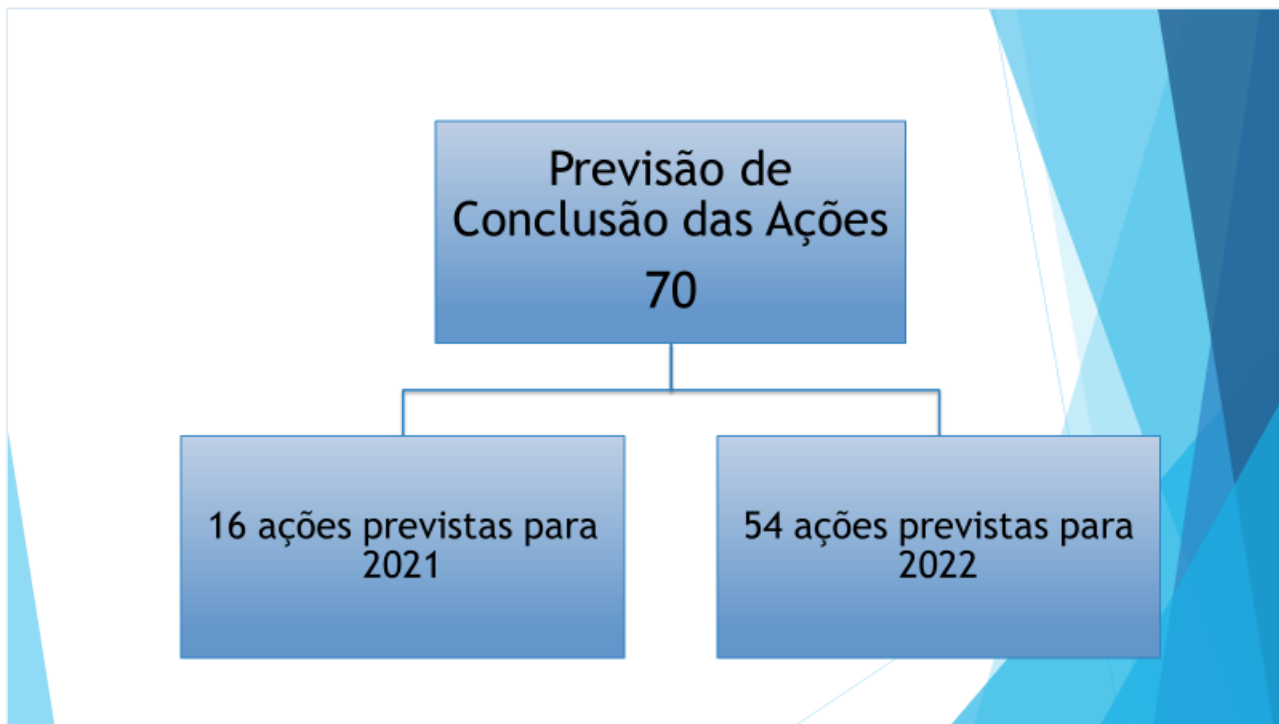 Previsão de
Conclusão das Ações
70
16 ações previstas para
2021
54 ações previstas para
2022